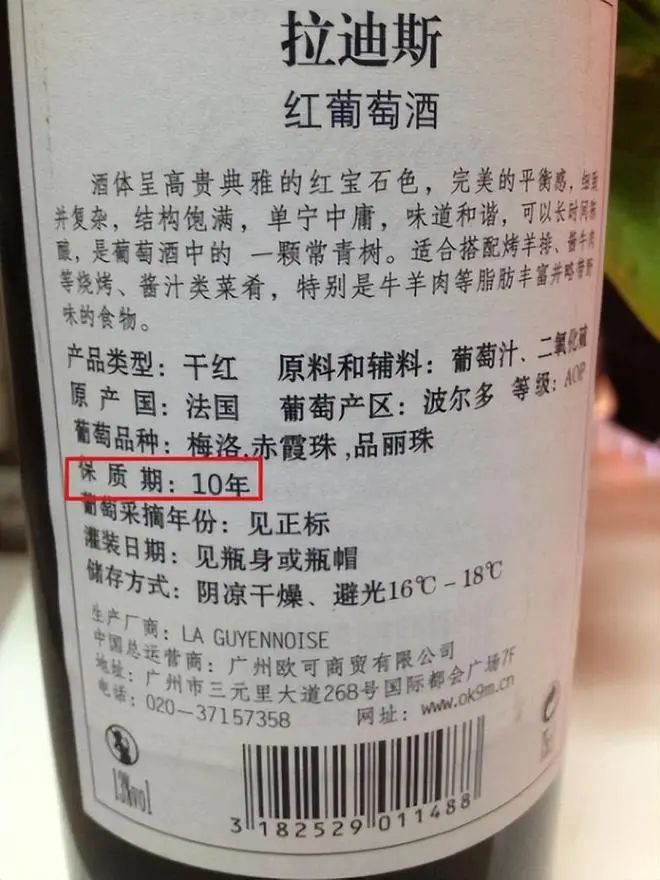 拉迪斯
红葡萄酒
酒体呈高贵典雅的红宝石色，完美的平衡感，细致
并复杂，结构饱满，单宁中庸，味道和谐，可以长时间陈
酿，是葡萄酒中的 一颗常青树。适合搭配烤羊排、酱牛肉
等烧烤、酱汁类菜肴，特别是牛羊肉等脂肪丰富并略带野
味的食物。
产品类型：干红 原料和辅料：葡萄汁、二氧化硫
原 产 国：法国 葡萄产区：波尔多 等级：AOP
葡萄品种：梅洛,赤霞珠,品丽珠
保 质 期：10年
葡萄采摘年份：见正标
灌装日期：见瓶身或瓶帽
储存方式：阴凉干燥、避光16℃－18℃
生产厂商：LA GUYENNOISE
中国总运营商：广州欧可商贸有限公司
地址：广州市三元里大道268号国际都会广场7F
电话：020-37157358 网址：www.ok9m.cn
3 182529 011488